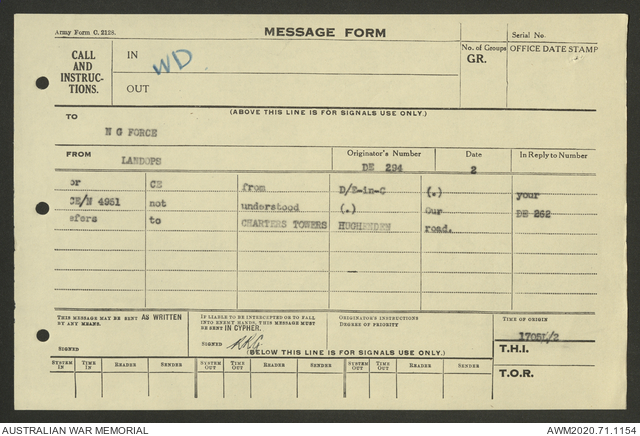 Army Form C. 2128.
MESSAGE FORM
Serial No.
CALL AND INSTRUC-TIONS.
IN
WD
OUT
No. of Groups
GR.
OFFICE DATE STAMP
(ABOVE THIS LINE IS FOR SIGNALS USE ONLY.)
TO
N G FORCE
FROM
LANDOPS
Originator's Number
DE 294
Date
2
In Reply to Number
or CE from D/E-in-C (.) your
CE/N 4951 not understood (.) Our DE 262
efers to CHARTERS TOWERS HUGHENDEN road.
THIS MESSAGE MAY BE SENT AS WRITTEN
BY ANY MEANS.
SIGNED
IF LIABLE TO BE INTERCEPTED OR TO FALL
INTO ENEMY HANDS, THIS MESSAGE MUST
BE SENT IN CYPHER.
SIGNED
ORIGINATOR'S INSTRUCTIONS
DEGREE OF PRIORITY
TIME OF ORIGIN
1705K/2
T.H.I.
T.O.R.
(BELOW THIS LINE IS FOR SIGNALS USE ONLY.)
SYSTEM IN TIME IN READER SENDER SYSTEM OUT TIME OUT READER SENDER SYSTEM OUT TIME OUT READER SENDER
AUSTRALIAN WAR MEMORIAL
AWM2020.71.1154